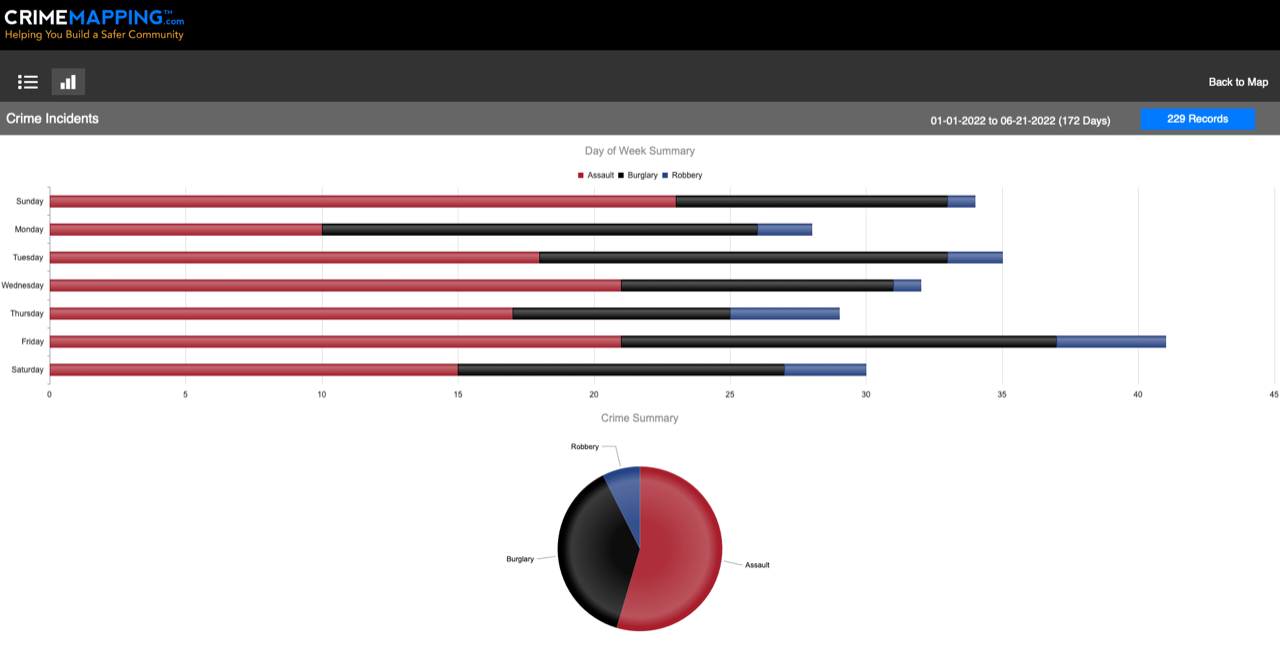 CRIMEMAPPING™.com
Helping You Build a Safer Community
Back to Map
Crime Incidents
01-01-2022 to 06-21-2022 (172 Days)
229 Records
Day of Week Summary
Assault Burglary Robbery
Sunday
Monday
Tuesday
Wednesday
Thursday
Friday
Saturday
0 5 10 15 20 25 30 35 40 45
Crime Summary
Robbery
Burglary
Assault